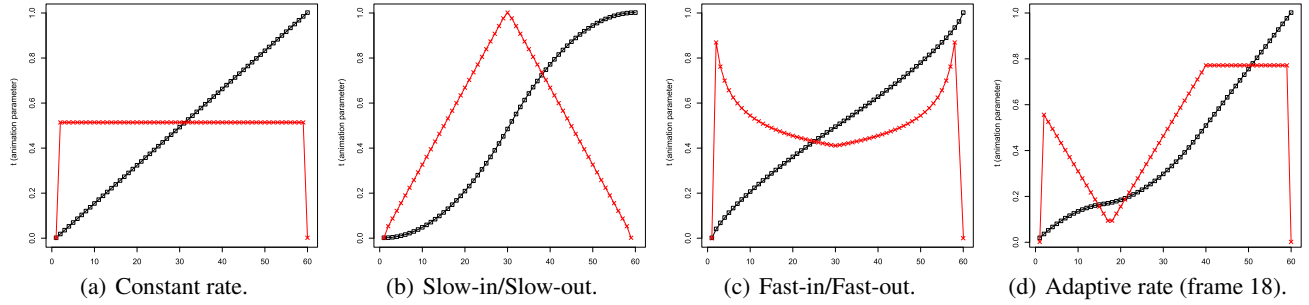 t (animation parameter)
0.0 0.2 0.4 0.6 0.8 1.0
0 10 20 30 40 50 60
(a) Constant rate.
t (animation parameter)
0.0 0.2 0.4 0.6 0.8 1.0
0 10 20 30 40 50 60
(b) Slow-in/Slow-out.
t (animation parameter)
0.0 0.2 0.4 0.6 0.8 1.0
0 10 20 30 40 50 60
(c) Fast-in/Fast-out.
t (animation parameter)
0.0 0.2 0.4 0.6 0.8 1.0
0 10 20 30 40 50 60
(d) Adaptive rate (frame 18).